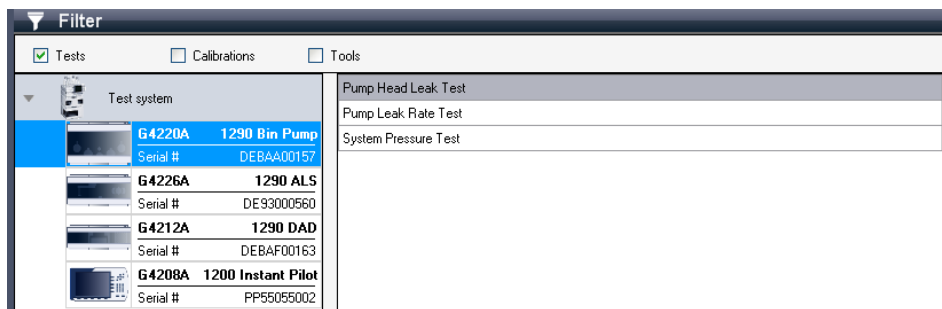 Filter
Tests Calibrations Tools
Test system
G4220A 1290 Bin Pump
Serial # DEBAA00157
G4226A 1290 ALS
Serial # DE93000560
G4212A 1290 DAD
Serial # DEBAF00163
G4208A 1200 Instant Pilot
Serial # PP55055002
Pump Head Leak Test
Pump Leak Rate Test
System Pressure Test